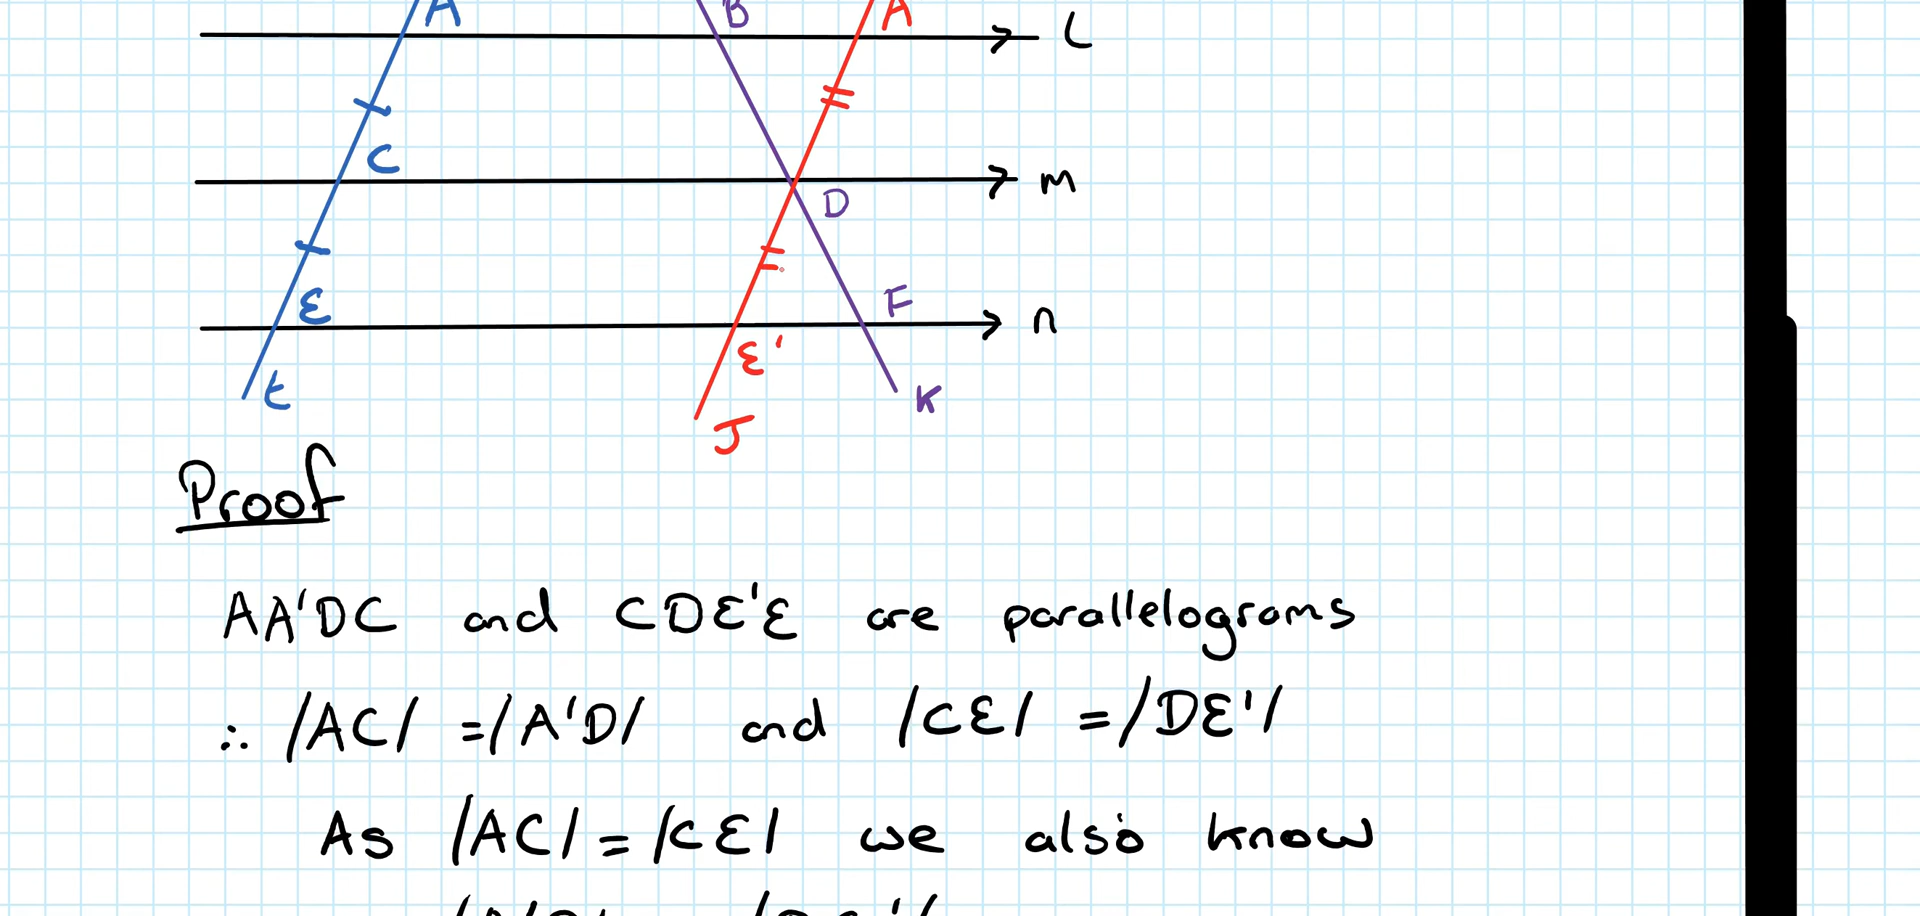 A B A L
C m
D
E F n
E'
t K
J
Proof
AA'DC and CDE'E are parallelograms
∴ |AC| = |A'D| and |CE| = |DE'|
As |AC| = |CE| we also know